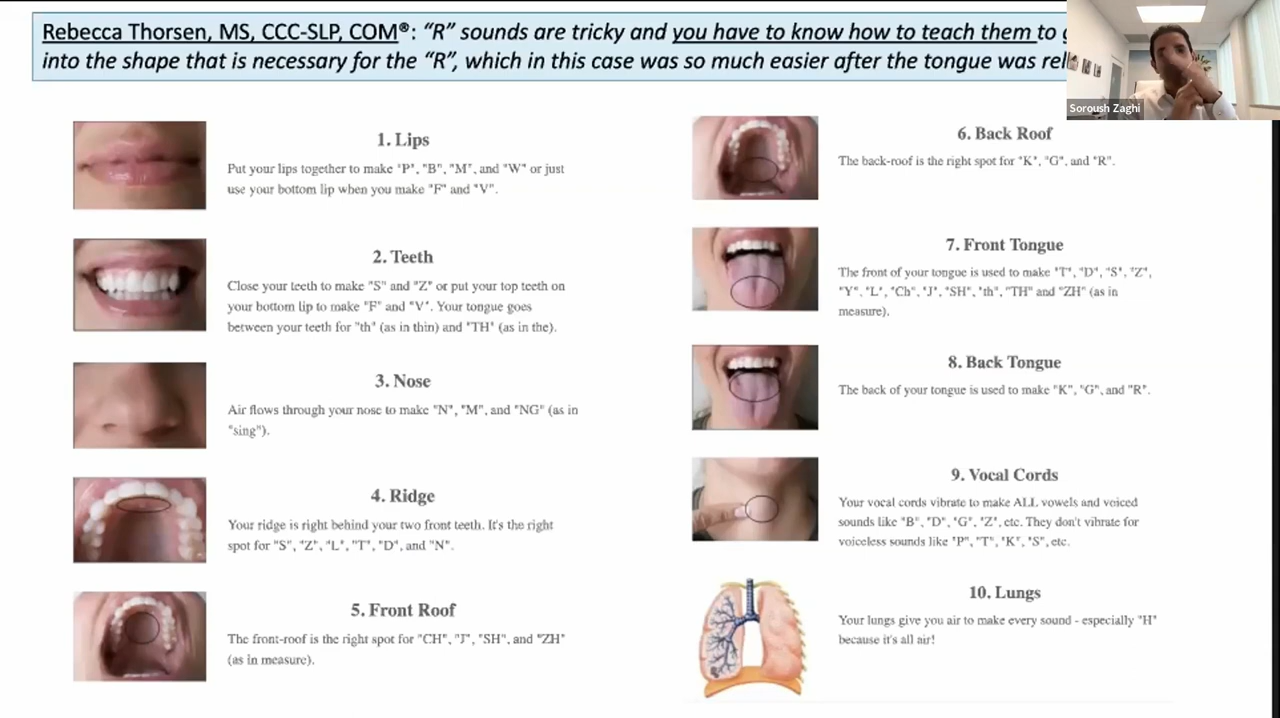 Rebecca Thorsen, MS, CCC-SLP, COM®: “R” sounds are tricky and you have to know how to teach them to
into the shape that is necessary for the “R”, which in this case was so much easier after the tongue was
Soroush Zaghi
1. Lips
Put your lips together to make "P", "B", "M", and "W" or just
use your bottom lip when you make "F" and "V".
2. Teeth
Close your teeth to make "S" and "Z" or put your top teeth on
your bottom lip to make "F" and "V". Your tongue goes
between your teeth for "th" (as in thin) and "TH" (as in the).
3. Nose
Air flows through your nose to make "N", "M", and "NG" (as in
"sing").
4. Ridge
Your ridge is right behind your two front teeth. It's the right
spot for "S", "Z", "L", "T", "D", and "N".
5. Front Roof
The front-roof is the right spot for "CH", "J", "SH", and "ZH"
(as in measure).
6. Back Roof
The back-roof is the right spot for "K", "G", and "R".
7. Front Tongue
The front of your tongue is used to make "T", "D", "S", "Z",
"Y", "L", "Ch", "J", "SH", "th", "TH" and "ZH" (as in
measure).
8. Back Tongue
The back of your tongue is used to make "K", "G", and "R".
9. Vocal Cords
Your vocal cords vibrate to make ALL vowels and voiced
sounds like "B", "D", "G", "Z", etc. They don't vibrate for
voiceless sounds like "P", "T", "K", "S", etc.
10. Lungs
Your lungs give you air to make every sound - especially "H"
because it's all air!